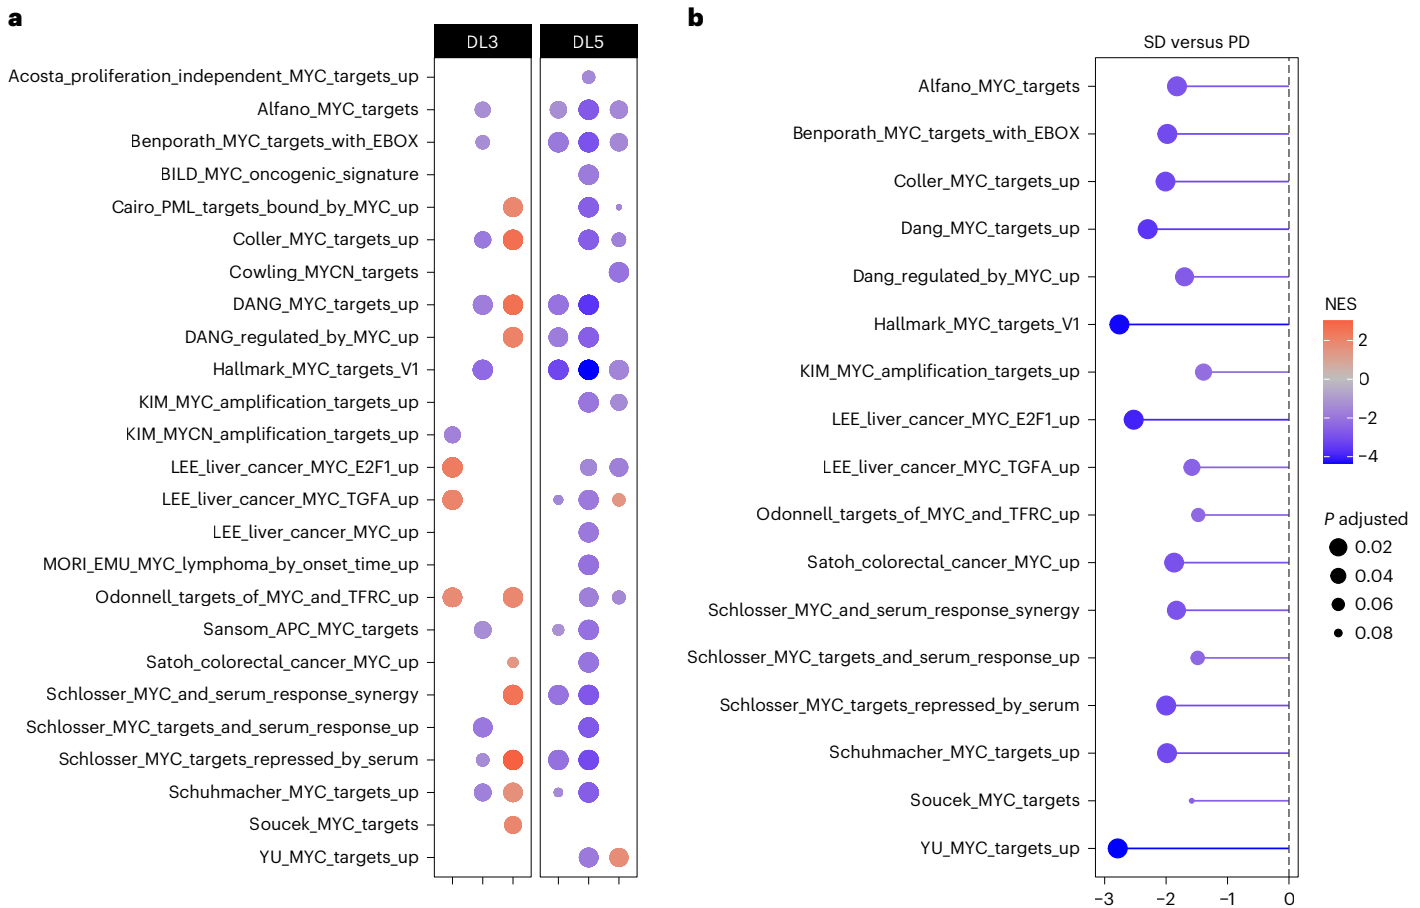 a
DL3
DL5
Acosta_proliferation_independent_MYC_targets_up
Alfano_MYC_targets
Benporath_MYC_targets_with_EBOX
BILD_MYC_oncogenic_signature
Cairo_PML_targets_bound_by_MYC_up
Coller_MYC_targets_up
Cowling_MYCN_targets
DANG_MYC_targets_up
DANG_regulated_by_MYC_up
Hallmark_MYC_targets_V1
KIM_MYC_amplification_targets_up
KIM_MYCN_amplification_targets_up
LEE_liver_cancer_MYC_E2F1_up
LEE_liver_cancer_MYC_TGFA_up
LEE_liver_cancer_MYC_up
MORI_EMU_MYC_lymphoma_by_onset_time_up
Odonnell_targets_of_MYC_and_TFRC_up
Sansom_APC_MYC_targets
Satoh_colorectal_cancer_MYC_up
Schlosser_MYC_and_serum_response_synergy
Schlosser_MYC_targets_and_serum_response_up
Schlosser_MYC_targets_repressed_by_serum
Schuhmacher_MYC_targets_up
Soucek_MYC_targets
YU_MYC_targets_up
b
SD versus PD
Alfano_MYC_targets
Benporath_MYC_targets_with_EBOX
Coller_MYC_targets_up
Dang_MYC_targets_up
Dang_regulated_by_MYC_up
Hallmark_MYC_targets_V1
KIM_MYC_amplification_targets_up
LEE_liver_cancer_MYC_E2F1_up
LEE_liver_cancer_MYC_TGFA_up
Odonnell_targets_of_MYC_and_TFRC_up
Satoh_colorectal_cancer_MYC_up
Schlosser_MYC_and_serum_response_synergy
Schlosser_MYC_targets_and_serum_response_up
Schlosser_MYC_targets_repressed_by_serum
Schuhmacher_MYC_targets_up
Soucek_MYC_targets
YU_MYC_targets_up
−3 −2 −1 0
NES
2
0
−2
−4
P adjusted
0.02
0.04
0.06
0.08